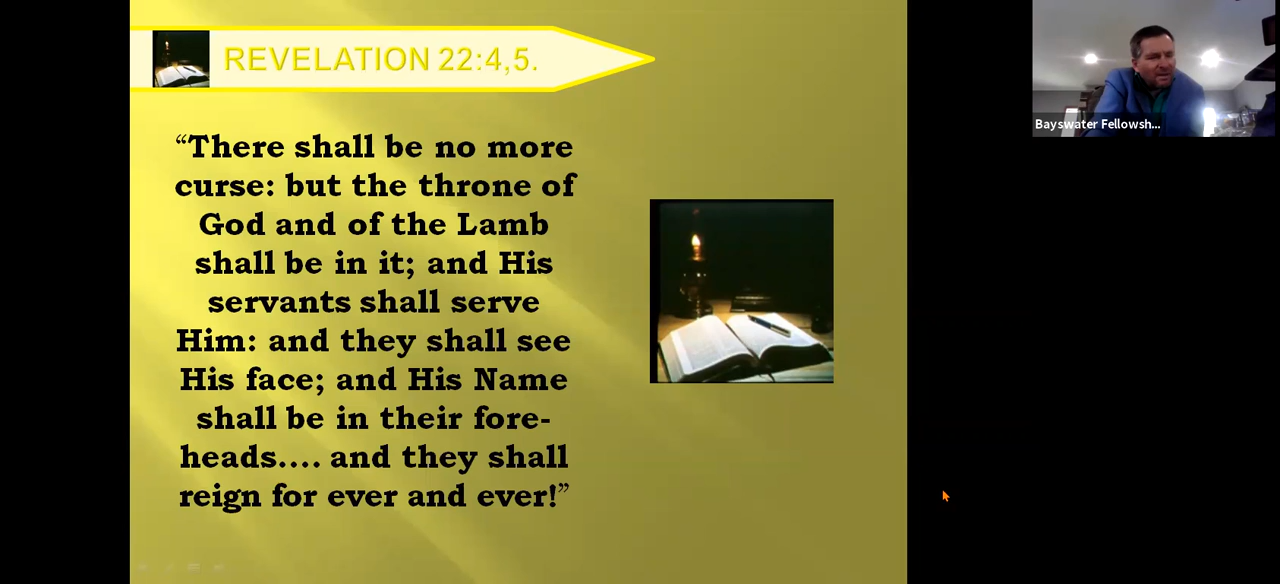 REVELATION 22:4,5.
“There shall be no more
curse: but the throne of
God and of the Lamb
shall be in it; and His
servants shall serve
Him: and they shall see
His face; and His Name
shall be in their fore-
heads.... and they shall
reign for ever and ever!”
Bayswater Fellowsh...